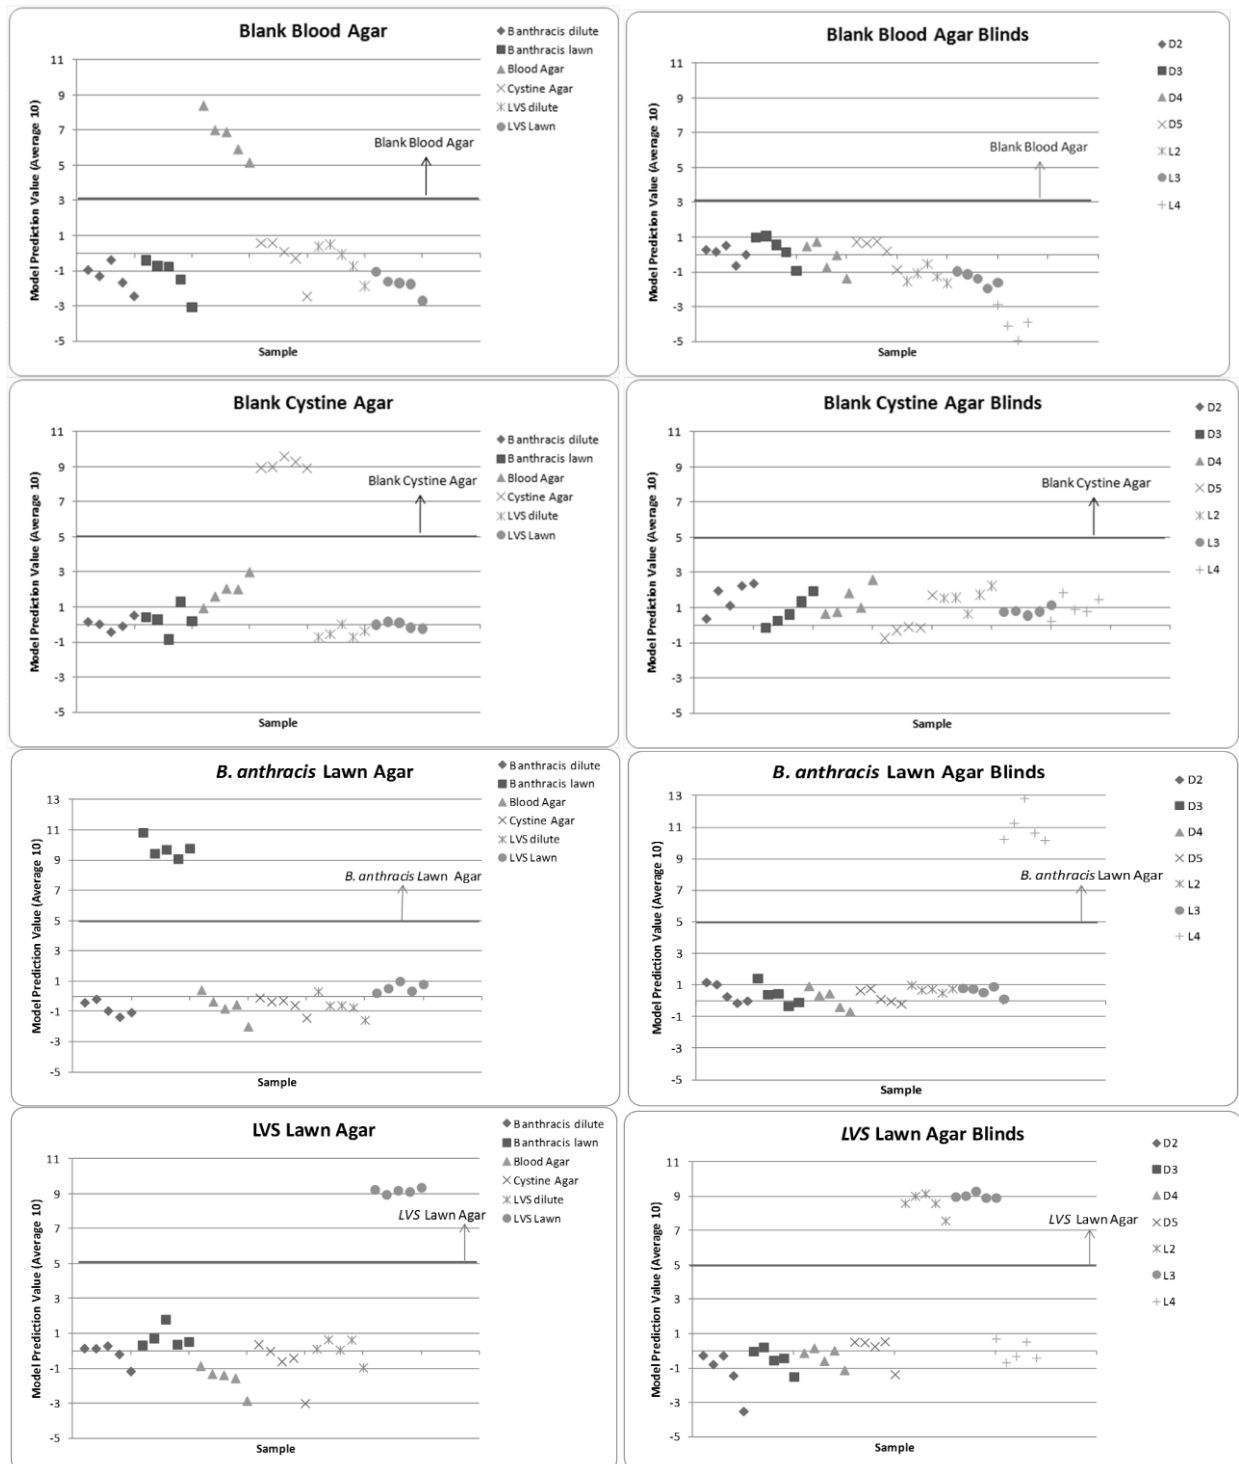 Blank Blood Agar
Model Prediction Value (Average 10)
11
9
7
5
3
1
-1
-3
-5
Blank Blood Agar
Sample
B anthracis dilute
B anthracis lawn
Blood Agar
Cystine Agar
LVS dilute
LVS Lawn
Blank Blood Agar Blinds
Model Prediction Value (Average 10)
11
9
7
5
3
1
-1
-3
-5
Blank Blood Agar
Sample
D2
D3
D4
D5
L2
L3
L4
Blank Cystine Agar
Model Prediction Value (Average 10)
11
9
7
5
3
1
-1
-3
-5
Blank Cystine Agar
Sample
B anthracis dilute
B anthracis lawn
Blood Agar
Cystine Agar
LVS dilute
LVS Lawn
Blank Cystine Agar Blinds
Model Prediction Value (Average 10)
11
9
7
5
3
1
-1
-3
-5
Blank Cystine Agar
Sample
D2
D3
D4
D5
L2
L3
L4
B. anthracis Lawn Agar
Model Prediction Value (Average 10)
13
11
9
7
5
3
1
-1
-3
-5
B. anthracis Lawn Agar
Sample
B anthracis dilute
B anthracis lawn
Blood Agar
Cystine Agar
LVS dilute
LVS Lawn
B. anthracis Lawn Agar Blinds
Model Prediction Value (Average 10)
13
11
9
7
5
3
1
-1
-3
-5
B. anthracis Lawn Agar
Sample
D2
D3
D4
D5
L2
L3
L4
LVS Lawn Agar
Model Prediction Value (Average 10)
11
9
7
5
3
1
-1
-3
-5
LVS Lawn Agar
Sample
B anthracis dilute
B anthracis lawn
Blood Agar
Cystine Agar
LVS dilute
LVS Lawn
LVS Lawn Agar Blinds
Model Prediction Value (Average 10)
11
9
7
5
3
1
-1
-3
-5
LVS Lawn Agar
Sample
D2
D3
D4
D5
L2
L3
L4